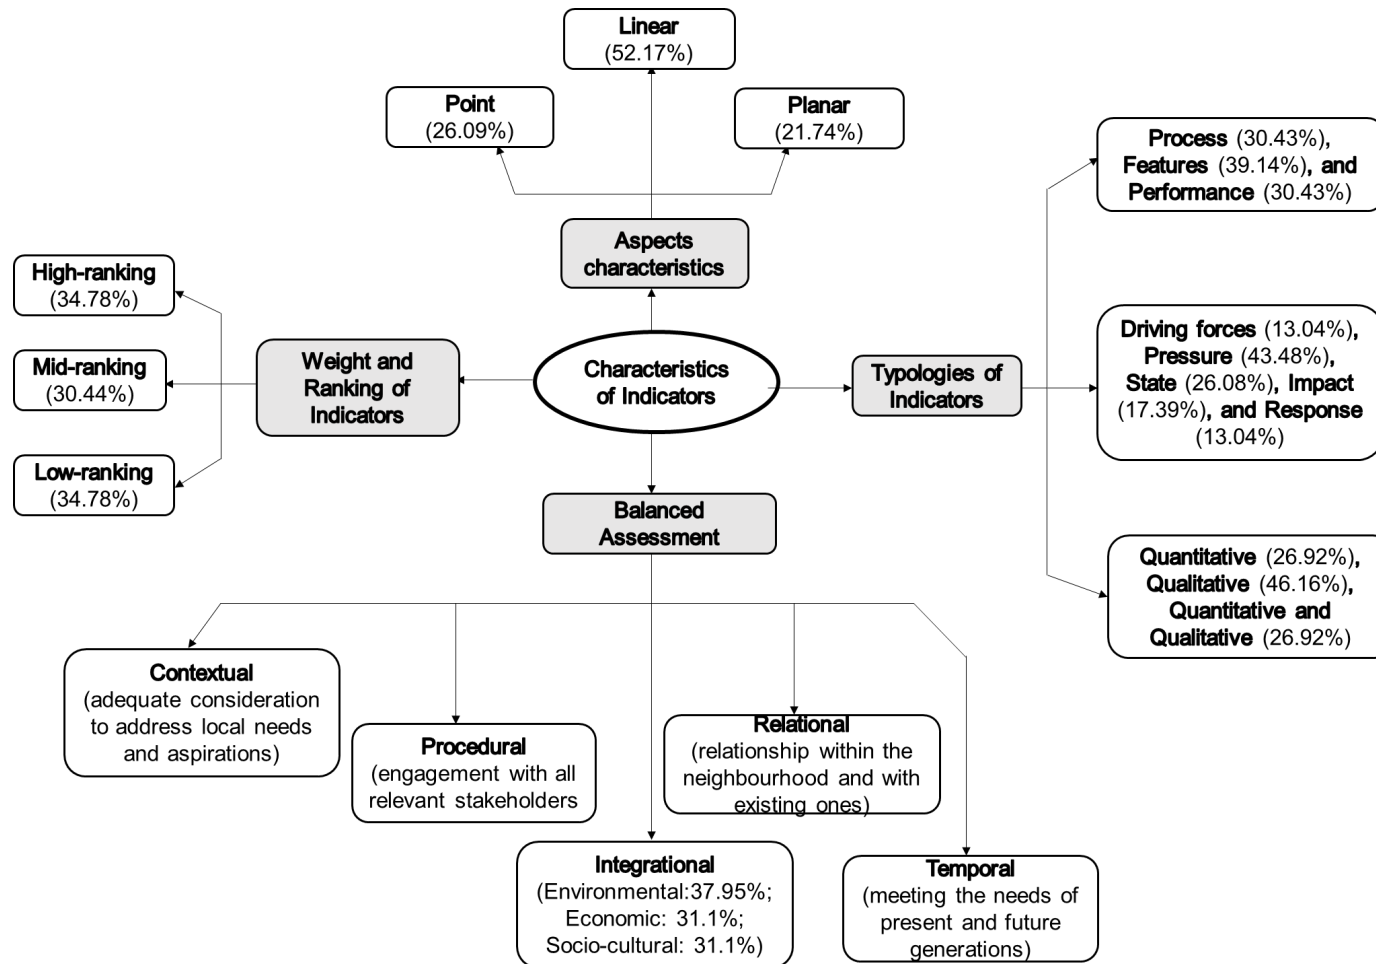 Linear
(52.17%)
Point
(26.09%)
Planar
(21.74%)
Process (30.43%),
Features (39.14%), and
Performance (30.43%)
Aspects
characteristics
High-ranking
(34.78%)
Mid-ranking
(30.44%)
Low-ranking
(34.78%)
Weight and
Ranking of
Indicators
Characteristics
of Indicators
Typologies of
Indicators
Driving forces (13.04%),
Pressure (43.48%),
State (26.08%), Impact
(17.39%), and Response
(13.04%)
Balanced
Assessment
Quantitative (26.92%),
Qualitative (46.16%),
Quantitative and
Qualitative (26.92%)
Contextual
(adequate consideration
to address local needs
and aspirations)
Procedural
(engagement with all
relevant stakeholders
Relational
(relationship within the
neighbourhood and with
existing ones)
Integrational
(Environmental:37.95%;
Economic: 31.1%;
Socio-cultural: 31.1%)
Temporal
(meeting the needs of
present and future
generations)